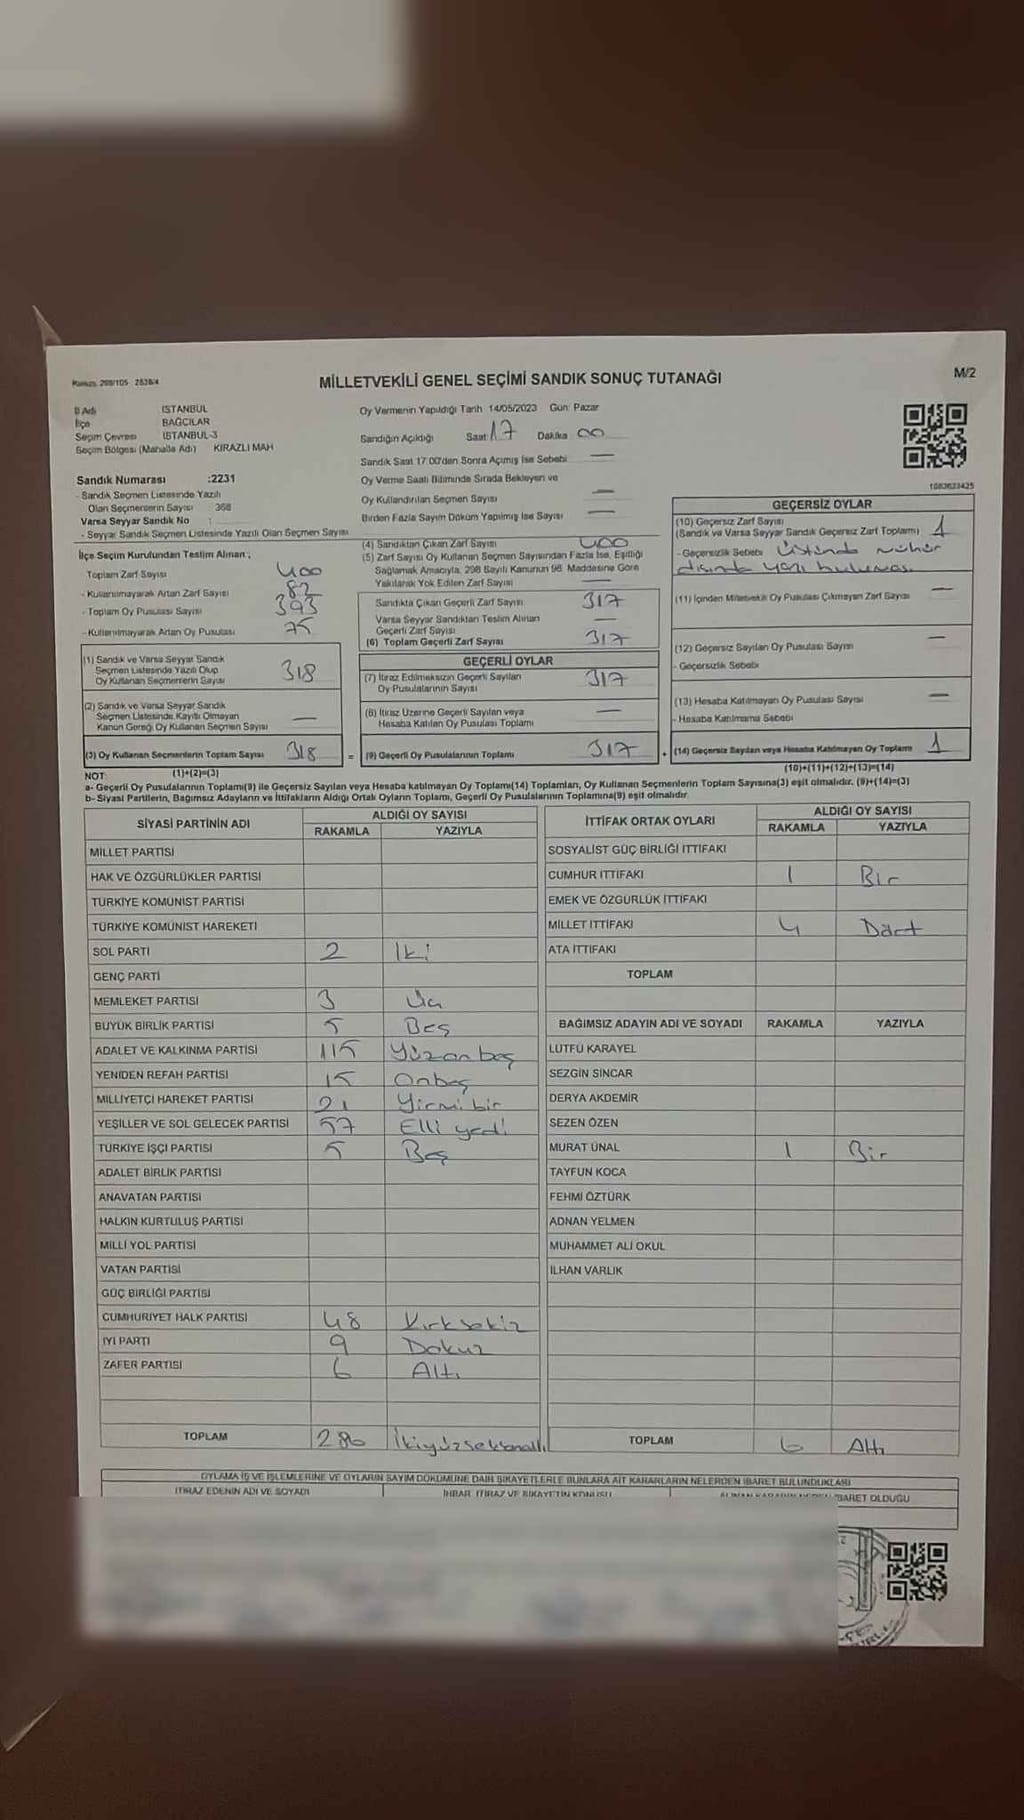 Kanun. 298/105 2839/4
MİLLETVEKİLİ GENEL SEÇİMİ SANDIK SONUÇ TUTANAĞI
M/2
İl Adı İSTANBUL
İlçe BAĞCILAR
Seçim Çevresi İSTANBUL-3
Seçim Bölgesi (Mahalle Adı) KİRAZLI MAH
Sandık Numarası :2231
- Sandık Seçmen Listesinde Yazılı
Olan Seçmenlerin Sayısı 368
Varsa Seyyar Sandık No :
- Seyyar Sandık Seçmen Listesinde Yazılı Olan Seçmen Sayısı
İlçe Seçim Kurulundan Teslim Alınan ;
Toplam Zarf Sayısı 400
- Kullanılmayarak Artan Zarf Sayısı 82
- Toplam Oy Pusulası Sayısı 393
- Kullanılmayarak Artan Oy Pusulası 75
(1) Sandık ve Varsa Seyyar Sandık
Seçmen Listesinde Yazılı Olup
Oy Kullanan Seçmenlerin Sayısı 318
(2) Sandık ve Varsa Seyyar Sandık
Seçmen Listesinde Kayıtlı Olmayan
Kanun Gereği Oy Kullanan Seçmen Sayısı —
(3) Oy Kullanan Seçmenlerin Toplam Sayısı 318 =
(1)+(2)=(3)
Oy Vermenin Yapıldığı Tarih 14/05/2023 Gün: Pazar
Sandığın Açıldığı Saat 17 Dakika 00
Sandık Saat 17:00'den Sonra Açılmış İse Sebebi —
Oy Verme Saati Bitiminde Sırada Bekleyen ve
Oy Kullandırılan Seçmen Sayısı —
Birden Fazla Sayım Döküm Yapılmış İse Sayısı —
(4) Sandıktan Çıkan Zarf Sayısı 400
(5) Zarf Sayısı Oy Kullanan Seçmen Sayısından Fazla İse, Eşitliği
Sağlamak Amacıyla, 298 Sayılı Kanunun 98. Maddesine Göre
Yakılarak Yok Edilen Zarf Sayısı —
Sandıkta Çıkan Geçerli Zarf Sayısı 317
Varsa Seyyar Sandıktan Teslim Alınan
Geçerli Zarf Sayısı —
(6) Toplam Geçerli Zarf Sayısı 317
GEÇERLİ OYLAR
(7) İtiraz Edilmeksizin Geçerli Sayılan
Oy Pusulalarının Sayısı 317
(8) İtiraz Üzerine Geçerli Sayılan veya
Hesaba Katılan Oy Pusulası Toplamı —
(9) Geçerli Oy Pusulalarının Toplamı 317 +
1083623425
GEÇERSİZ OYLAR
(10) Geçersiz Zarf Sayısı
(Sandık ve Varsa Seyyar Sandık Geçersiz Zarf Toplamı) 1
- Geçersizlik Sebebi Üstünde mühür
dışında yazı bulunması
(11) İçinden Milletvekili Oy Pusulası Çıkmayan Zarf Sayısı —
(12) Geçersiz Sayılan Oy Pusulası Sayısı —
- Geçersizlik Sebebi
(13) Hesaba Katılmayan Oy Pusulası Sayısı —
- Hesaba Katılmama Sebebi
(14) Geçersiz Sayılan veya Hesaba Katılmayan Oy Toplamı 1
(10)+(11)+(12)+(13)=(14)
NOT:
a- Geçerli Oy Pusulalarının Toplamı(9) ile Geçersiz Sayılan veya Hesaba Katılmayan Oy Toplamı(14) Toplamları, Oy Kullanan Seçmenlerin Toplam Sayısına(3) eşit olmalıdır. (9)+(14)=(3)
b- Siyasi Partilerin, Bağımsız Adayların ve İttifakların Aldığı Ortak Oyların Toplamı, Geçerli Oy Pusulalarının Toplamına(9) eşit olmalıdır.
SİYASİ PARTİNİN ADI ALDIĞI OY SAYISI
RAKAMLA YAZIYLA
MİLLET PARTİSİ
HAK VE ÖZGÜRLÜKLER PARTİSİ
TÜRKİYE KOMÜNİST PARTİSİ
TÜRKİYE KOMÜNİST HAREKETİ
SOL PARTİ 2 İki
GENÇ PARTİ
MEMLEKET PARTİSİ 3 Üç
BÜYÜK BİRLİK PARTİSİ 5 Beş
ADALET VE KALKINMA PARTİSİ 115 Yüzonbeş
YENİDEN REFAH PARTİSİ 15 Onbeş
MİLLİYETÇİ HAREKET PARTİSİ 21 Yirmi bir
YEŞİLLER VE SOL GELECEK PARTİSİ 57 Elli yedi
TÜRKİYE İŞÇİ PARTİSİ 5 Beş
ADALET BİRLİK PARTİSİ
ANAVATAN PARTİSİ
HALKIN KURTULUŞ PARTİSİ
MİLLİ YOL PARTİSİ
VATAN PARTİSİ
GÜÇ BİRLİĞİ PARTİSİ
CUMHURİYET HALK PARTİSİ 48 Kırksekiz
İYİ PARTİ 9 Dokuz
ZAFER PARTİSİ 6 Altı
TOPLAM 286 İkiyüzseksenaltı
İTTİFAK ORTAK OYLARI ALDIĞI OY SAYISI
RAKAMLA YAZIYLA
SOSYALİST GÜÇ BİRLİĞİ İTTİFAKI
CUMHUR İTTİFAKI 1 Bir
EMEK VE ÖZGÜRLÜK İTTİFAKI
MİLLET İTTİFAKI 4 Dört
ATA İTTİFAKI
TOPLAM
BAĞIMSIZ ADAYIN ADI VE SOYADI RAKAMLA YAZIYLA
LÜTFÜ KARAYEL
SEZGİN SİNCAR
DERYA AKDEMİR
SEZEN ÖZEN
MURAT ÜNAL 1 Bir
TAYFUN KOCA
FEHMİ ÖZTÜRK
ADNAN YELMEN
MUHAMMET ALİ OKUL
İLHAN VARLIK
TOPLAM 6 Altı
OYLAMA İŞ VE İŞLEMLERİNE VE OYLARIN SAYIM DÖKÜMÜNE DAİR ŞİKAYETLERLE BUNLARA AİT KARARLARIN NELERDEN İBARET BULUNDUKLARI
İTİRAZ EDENİN ADI VE SOYADI İHBAR, İTİRAZ VE ŞİKAYETİN KONUSU İBARET OLDUĞU